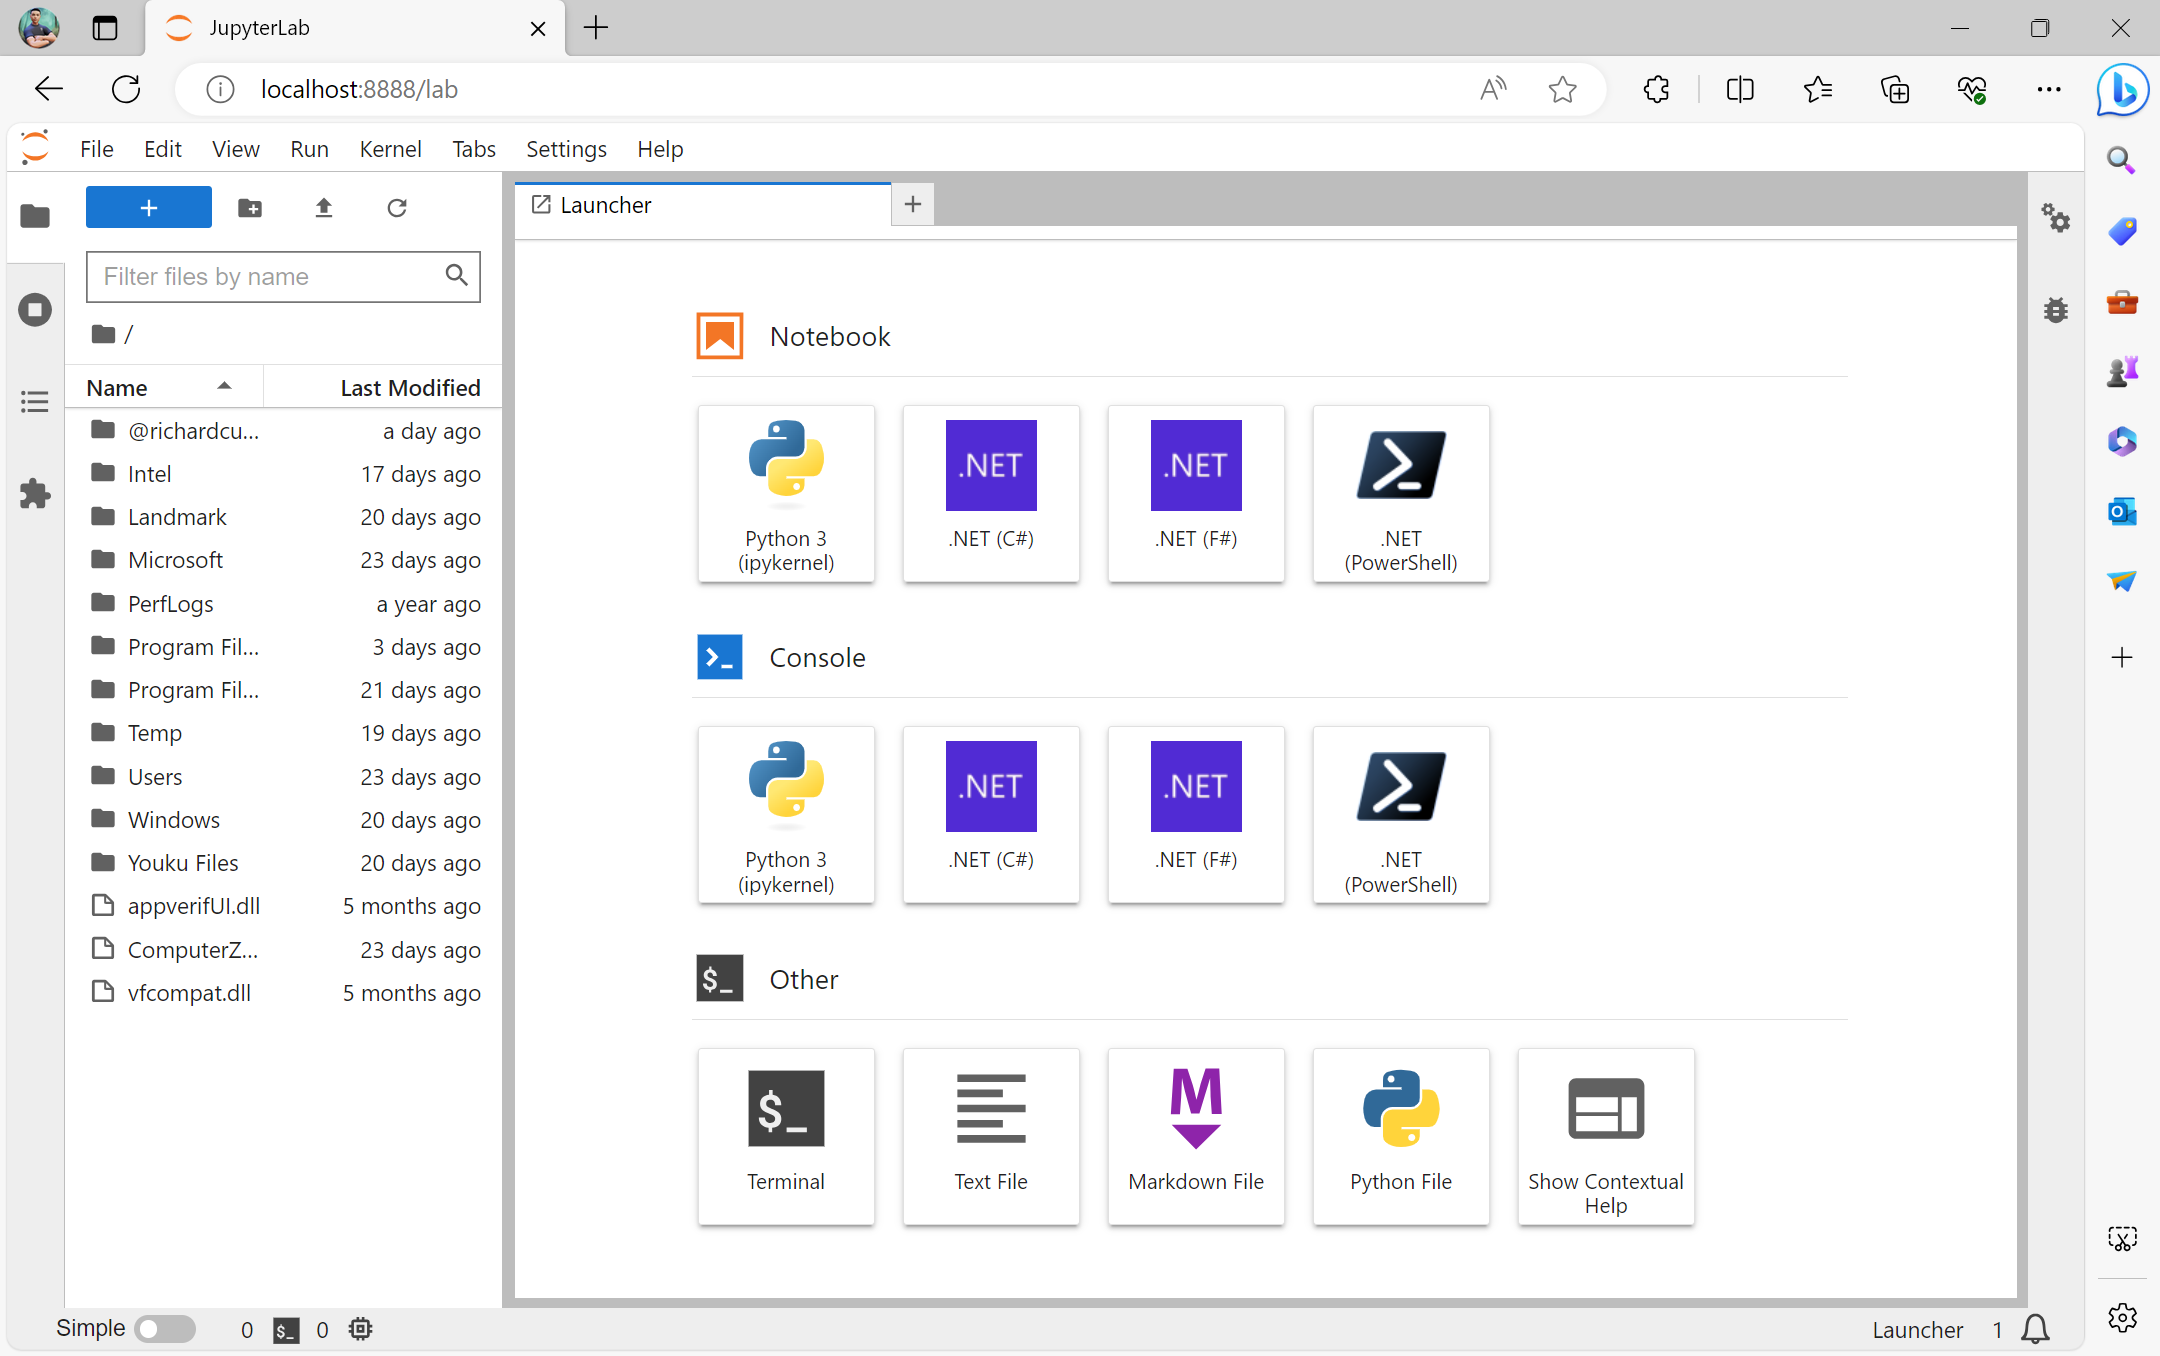 JupyterLab
localhost:8888/lab
File Edit View Run Kernel Tabs Settings Help
Filter files by name
/
Name Last Modified
@richardcu... a day ago
Intel 17 days ago
Landmark 20 days ago
Microsoft 23 days ago
PerfLogs a year ago
Program Fil... 3 days ago
Program Fil... 21 days ago
Temp 19 days ago
Users 23 days ago
Windows 20 days ago
Youku Files 20 days ago
appverifUI.dll 5 months ago
ComputerZ... 23 days ago
vfcompat.dll 5 months ago
Launcher
Notebook
.NET .NET
Python 3 (ipykernel)
.NET (C#)
.NET (F#)
.NET (PowerShell)
Console
.NET .NET
Python 3 (ipykernel)
.NET (C#)
.NET (F#)
.NET (PowerShell)
$_ Other
$_ M
Terminal
Text File
Markdown File
Python File
Show Contextual Help
Simple 0 $_ 0
Launcher 1